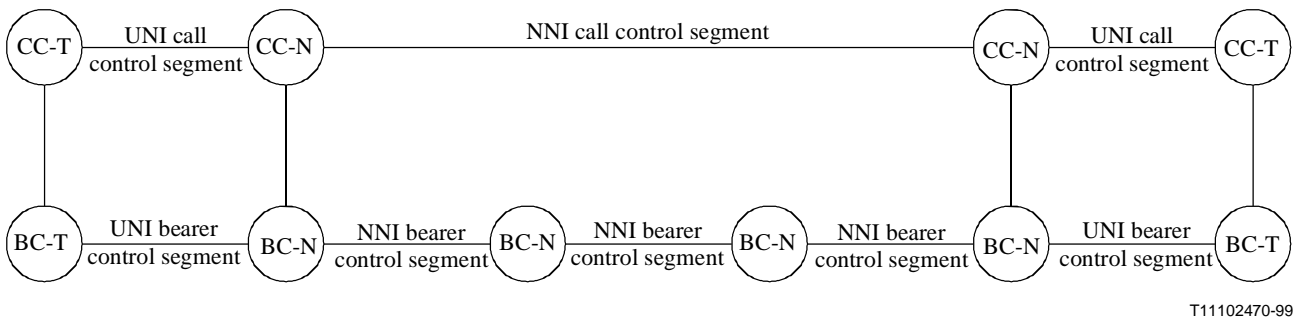 CC-T
UNI call
control segment
CC-N
NNI call control segment
CC-N
UNI call
control segment
CC-T
BC-T
UNI bearer
control segment
BC-N
NNI bearer
control segment
BC-N
NNI bearer
control segment
BC-N
NNI bearer
control segment
BC-N
UNI bearer
control segment
BC-T
T11102470-99